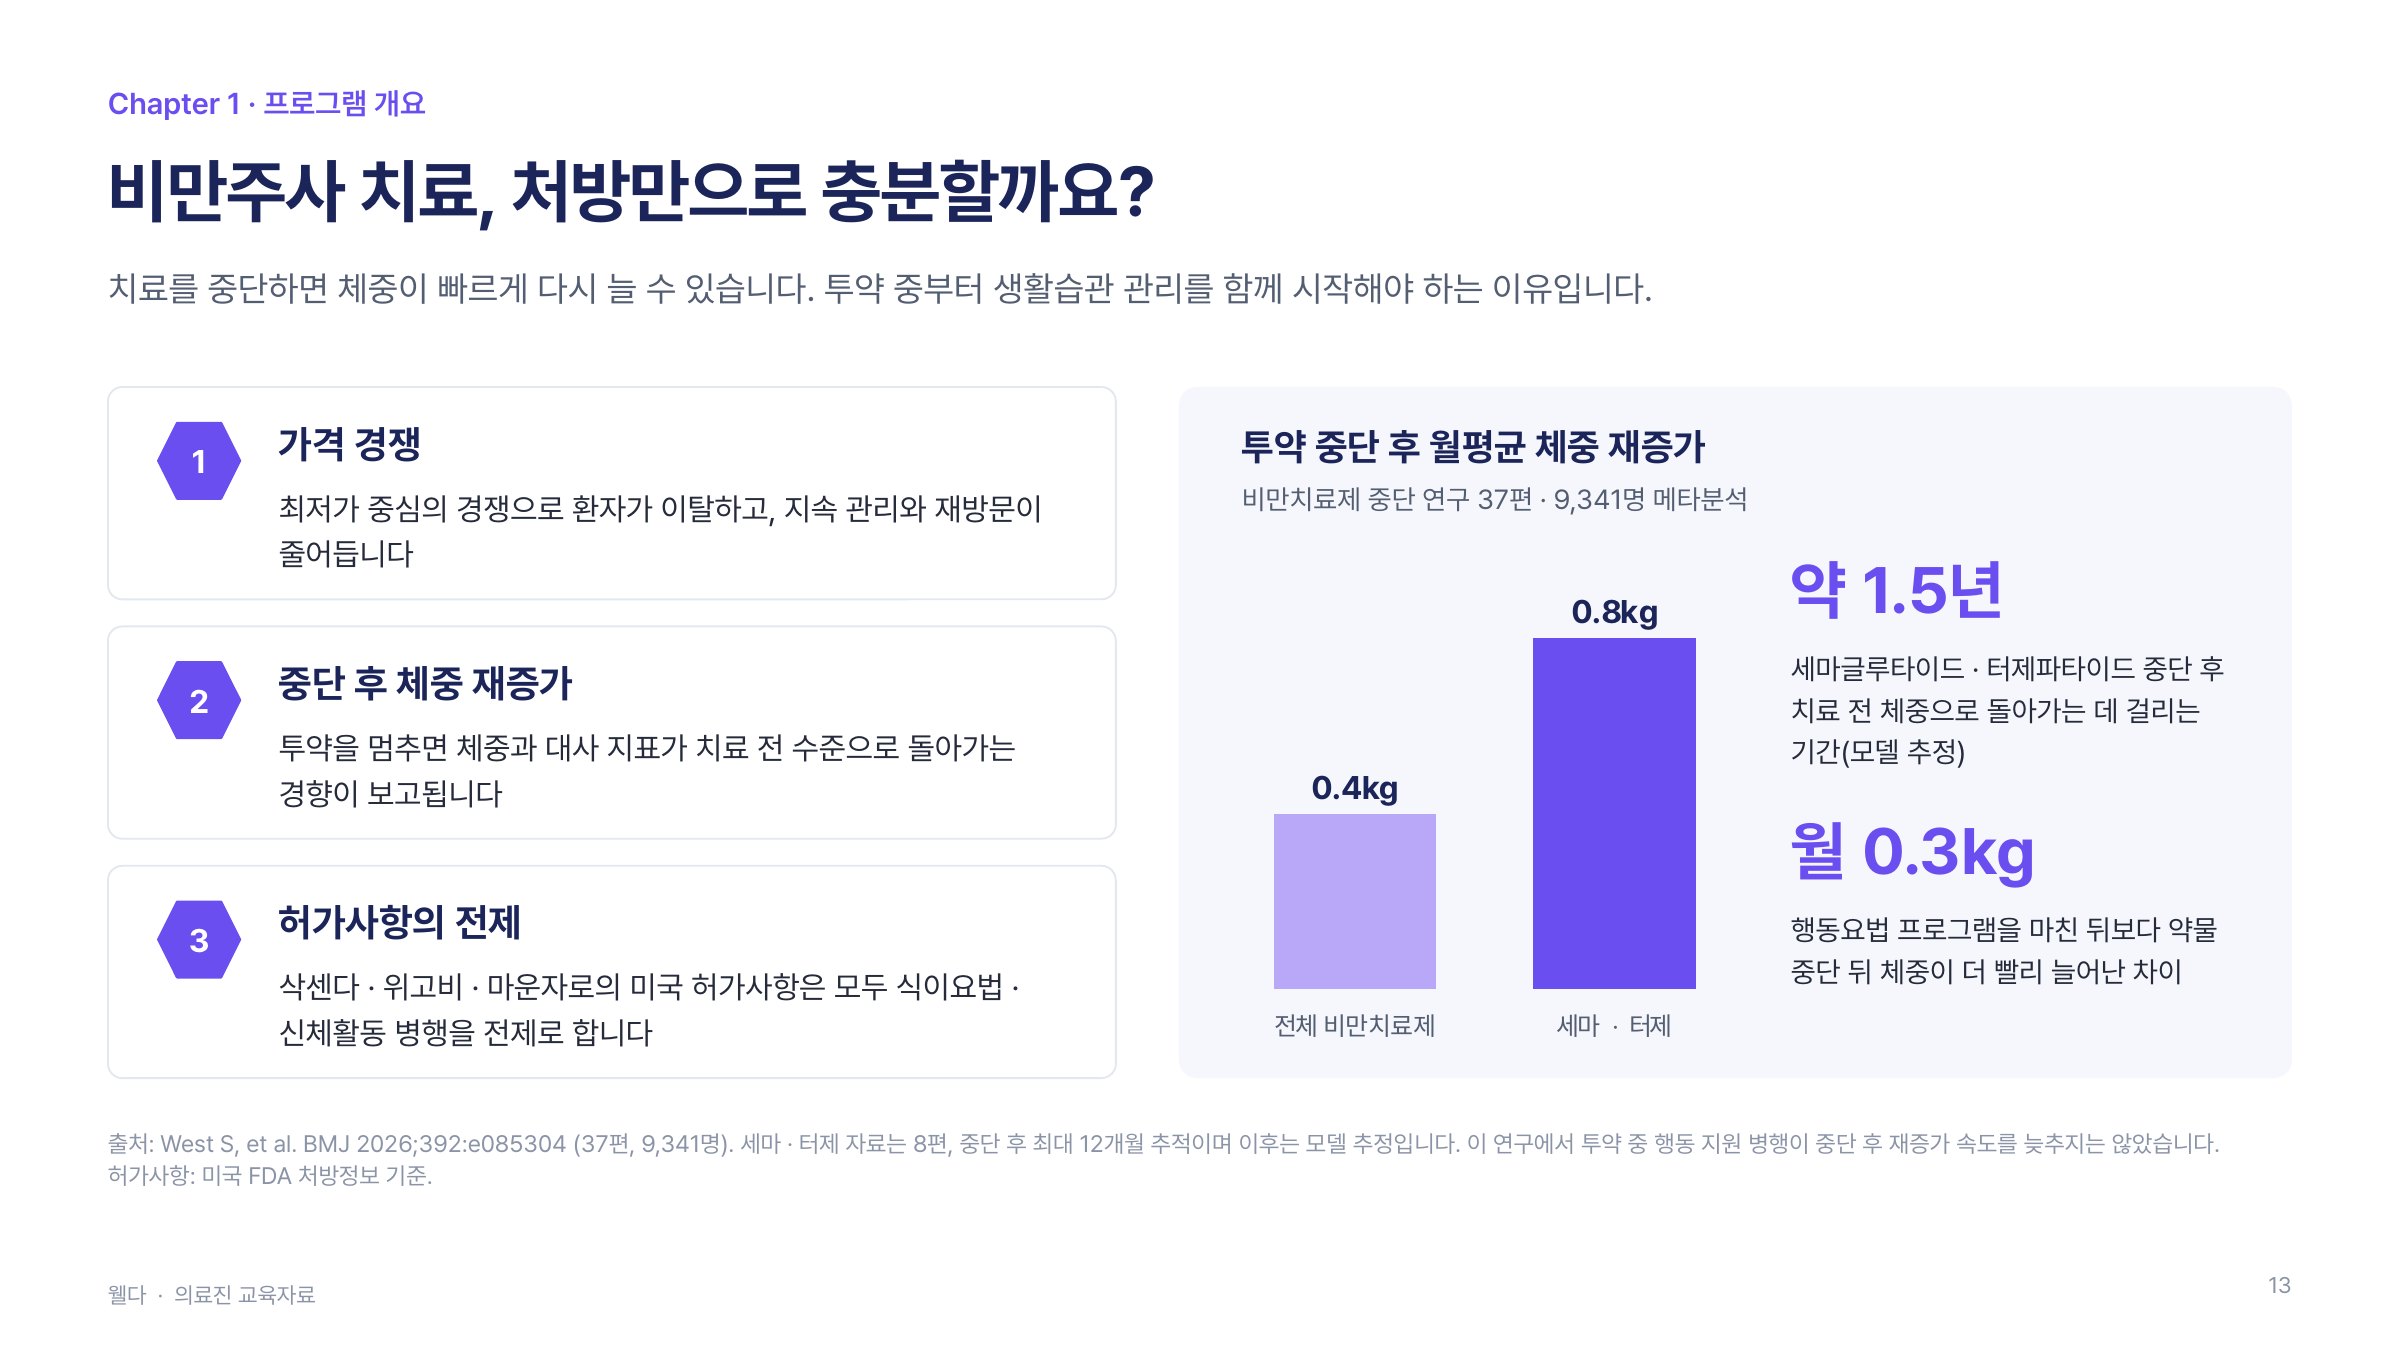 Chapter 1 · 프로그램 개요
비만주사 치료, 처방만으로 충분할까요?
치료를 중단하면 체중이 빠르게 다시 늘 수 있습니다. 투약 중부터 생활습관 관리를 함께 시작해야 하는 이유입니다.
1
가격 경쟁
최저가 중심의 경쟁으로 환자가 이탈하고, 지속 관리와 재방문이
줄어듭니다
2
중단 후 체중 재증가
투약을 멈추면 체중과 대사 지표가 치료 전 수준으로 돌아가는
경향이 보고됩니다
3
허가사항의 전제
삭센다 · 위고비 · 마운자로의 미국 허가사항은 모두 식이요법 ·
신체활동 병행을 전제로 합니다
투약 중단 후 월평균 체중 재증가
비만치료제 중단 연구 37편 · 9,341명 메타분석
0.4kg
0.8kg
전체 비만치료제
세마 · 터제
약 1.5년
세마글루타이드 · 터제파타이드 중단 후
치료 전 체중으로 돌아가는 데 걸리는
기간(모델 추정)
월 0.3kg
행동요법 프로그램을 마친 뒤보다 약물
중단 뒤 체중이 더 빨리 늘어난 차이
출처: West S, et al. BMJ 2026;392:e085304 (37편, 9,341명). 세마 · 터제 자료는 8편, 중단 후 최대 12개월 추적이며 이후는 모델 추정입니다. 이 연구에서 투약 중 행동 지원 병행이 중단 후 재증가 속도를 늦추지는 않았습니다.
허가사항: 미국 FDA 처방정보 기준.
웰다 · 의료진 교육자료
13